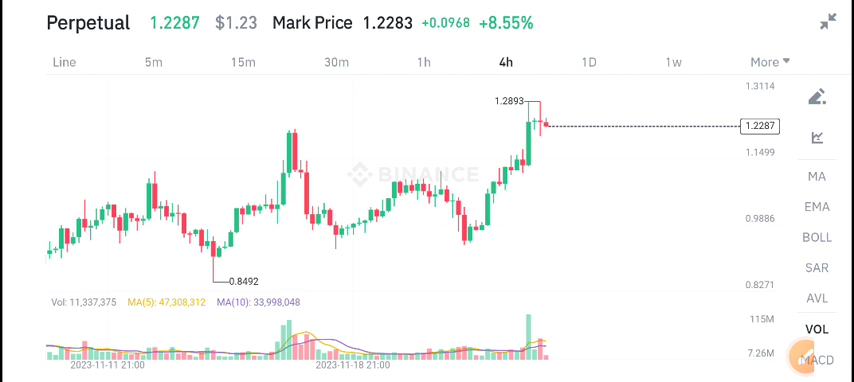 Perpetual 1.2287 $1.23 Mark Price 1.2283 +0.0968 +8.55%
Line 5m 15m 30m 1h 4h 1D 1w More
1.3114
1.2893
1.2287
1.1499
BINANCE
MA
EMA
0.9886
BOLL
SAR
0.8492
0.8271
AVL
Vol: 11,337,375 MA(5): 47,308,312 MA(10): 33,998,048
115M
VOL
7.26M
MACD
2023-11-11 21:00 2023-11-18 21:00